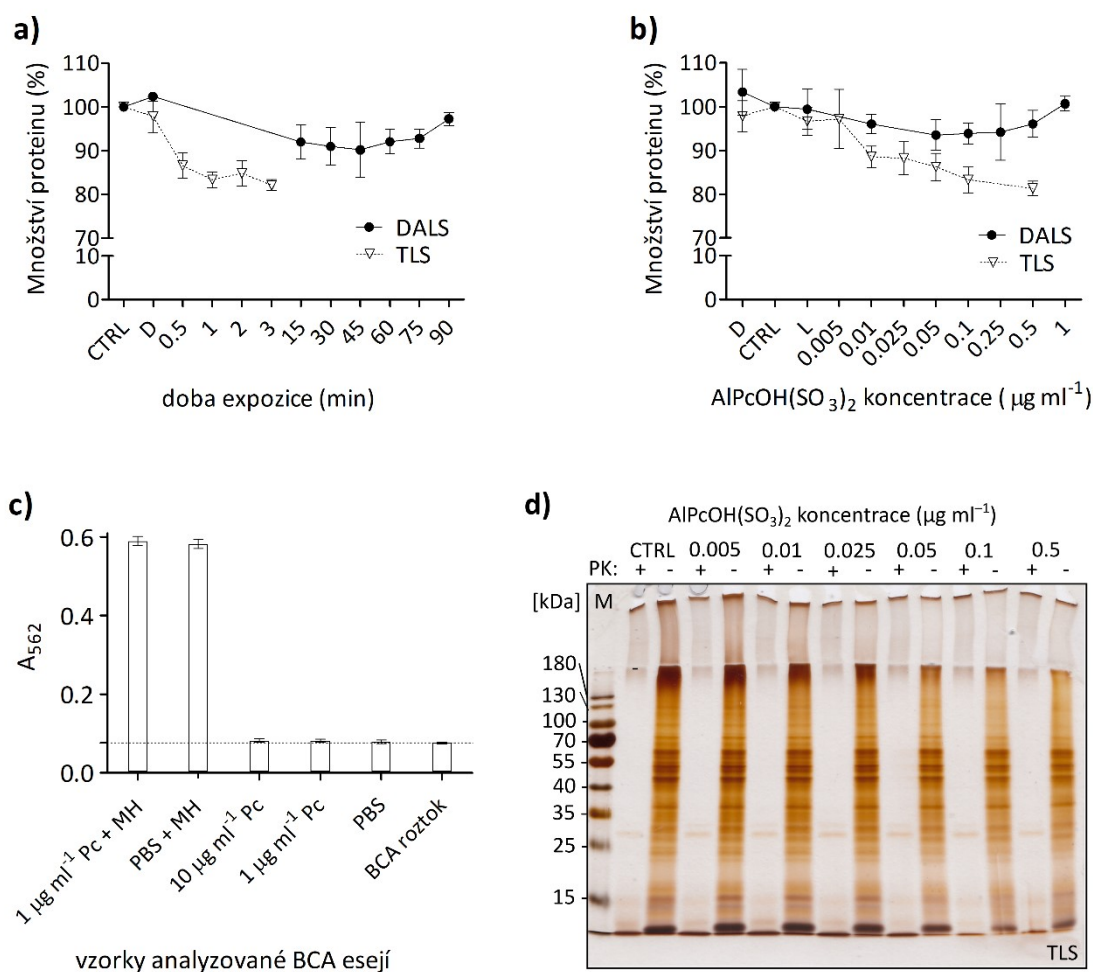 a)
Množství proteinu (%)
110
100
90
80
70
10
0
DALS
TLS
CTRL
D
0.5
1
2
3
15
30
45
60
75
90
doba expozice (min)
b)
Množství proteinu (%)
110
100
90
80
70
10
0
DALS
TLS
D
CTRL
L
0.005
0.01
0.025
0.05
0.1
0.25
0.5
1
AlPcOH(SO₃)₂ koncentrace ( μg ml⁻¹)
c)
A₅₆₂
0.6
0.4
0.2
0.0
1 μg ml⁻¹ Pc + MH
PBS + MH
10 μg ml⁻¹ Pc
1 μg ml⁻¹ Pc
PBS
BCA roztok
vzorky analyzované BCA esejí
d)
AlPcOH(SO₃)₂ koncentrace (μg ml⁻¹)
CTRL 0.005 0.01 0.025 0.05 0.1 0.5
PK: + - + - + - + - + - + - + -
[kDa] M
180
130
100
70
55
40
35
25
15
TLS